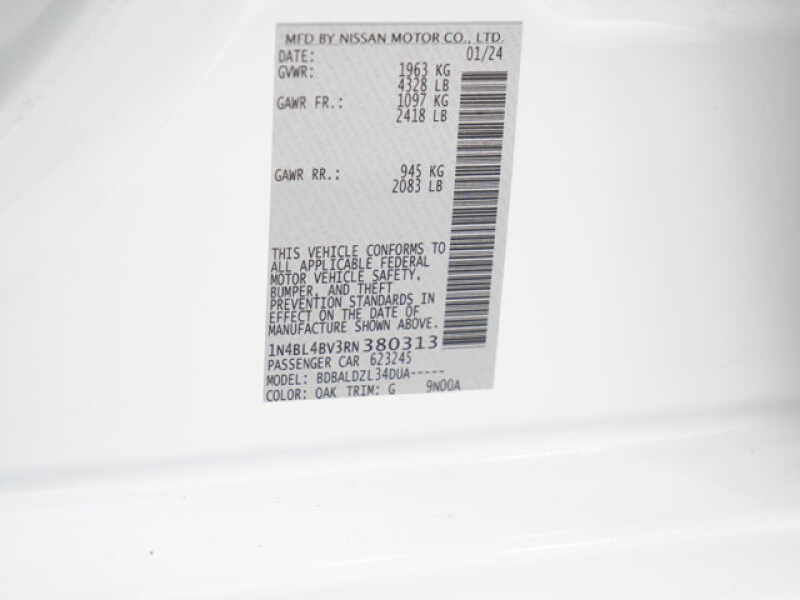 MFD BY NISSAN MOTOR CO., LTD.
DATE: 01/24
GVWR: 1963 KG
4328 LB
GAWR FR.: 1097 KG
2418 LB
GAWR RR.: 945 KG
2083 LB
THIS VEHICLE CONFORMS TO
ALL APPLICABLE FEDERAL
MOTOR VEHICLE SAFETY,
BUMPER, AND THEFT
PREVENTION STANDARDS IN
EFFECT ON THE DATE OF
MANUFACTURE SHOWN ABOVE.
1N4BL4BV3RN380313
PASSENGER CAR 623245
MODEL: BDBALDZL34DUA-----
COLOR: QAK TRIM: G 9N00A